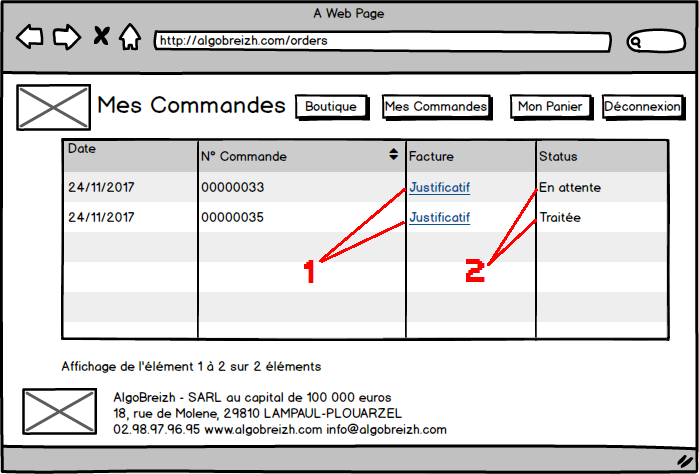 A Web Page
http://algobreizh.com/orders
Mes Commandes
Boutique
Mes Commandes
Mon Panier
Déconnexion
Date N° Commande Facture Status
24/11/2017 00000033 Justificatif En attente
24/11/2017 00000035 Justificatif Traitée
1 2
Affichage de l'élément 1 à 2 sur 2 éléments
AlgoBreizh - SARL au capital de 100 000 euros
18, rue de Molene, 29810 LAMPAUL-PLOUARZEL
02.98.97.96.95 www.algobreizh.com info@algobreizh.com